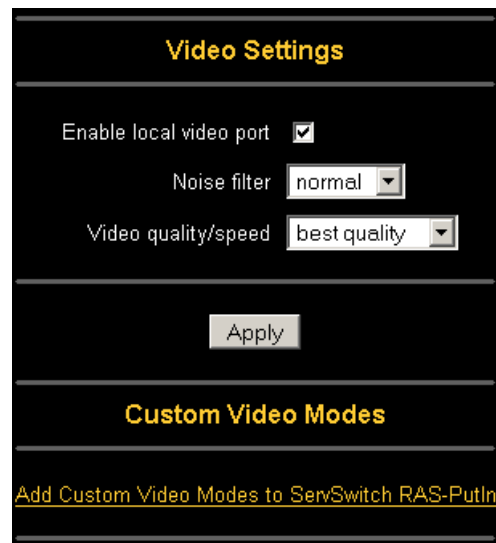 Video Settings
Enable local video port
Noise filter normal
Video quality/speed best quality
Apply
Custom Video Modes
Add Custom Video Modes to ServSwitch RAS-PutIn